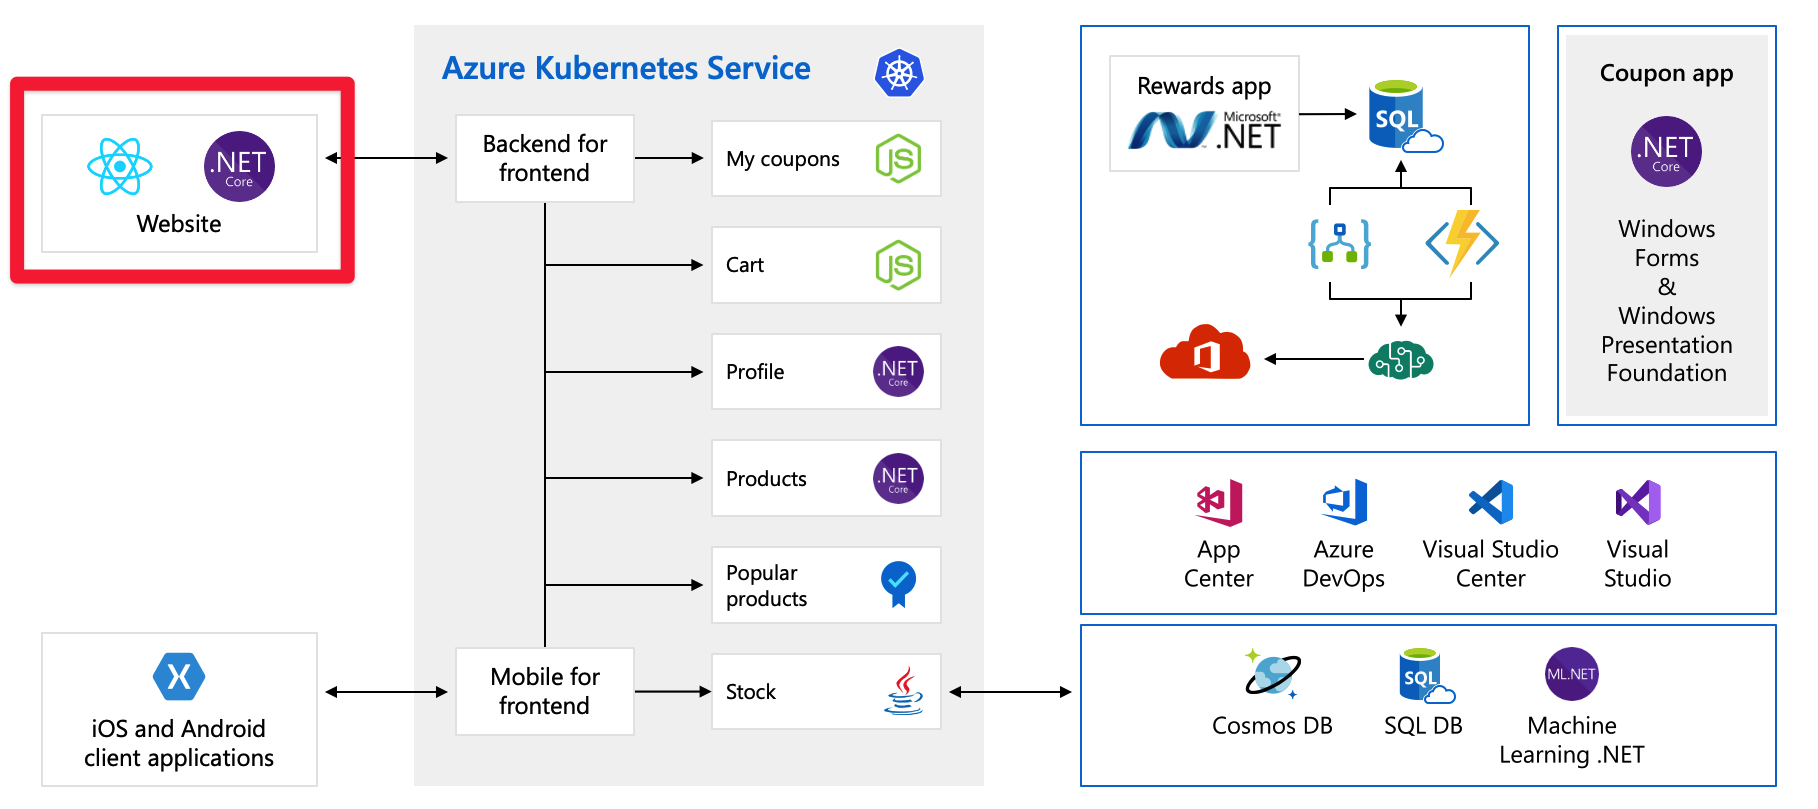 Azure Kubernetes Service
.NET
Core
Website
Backend for
frontend
My coupons
JS
Cart
JS
Profile
.NET
Core
Products
.NET
Core
Popular
products
Mobile for
frontend
Stock
X
iOS and Android
client applications
Rewards app
Microsoft®
.NET
SQL
Coupon app
.NET
Core
Windows
Forms
&
Windows
Presentation
Foundation
App
Center
Azure
DevOps
Visual Studio
Center
Visual
Studio
Cosmos DB
SQL
SQL DB
ML.NET
Machine
Learning .NET